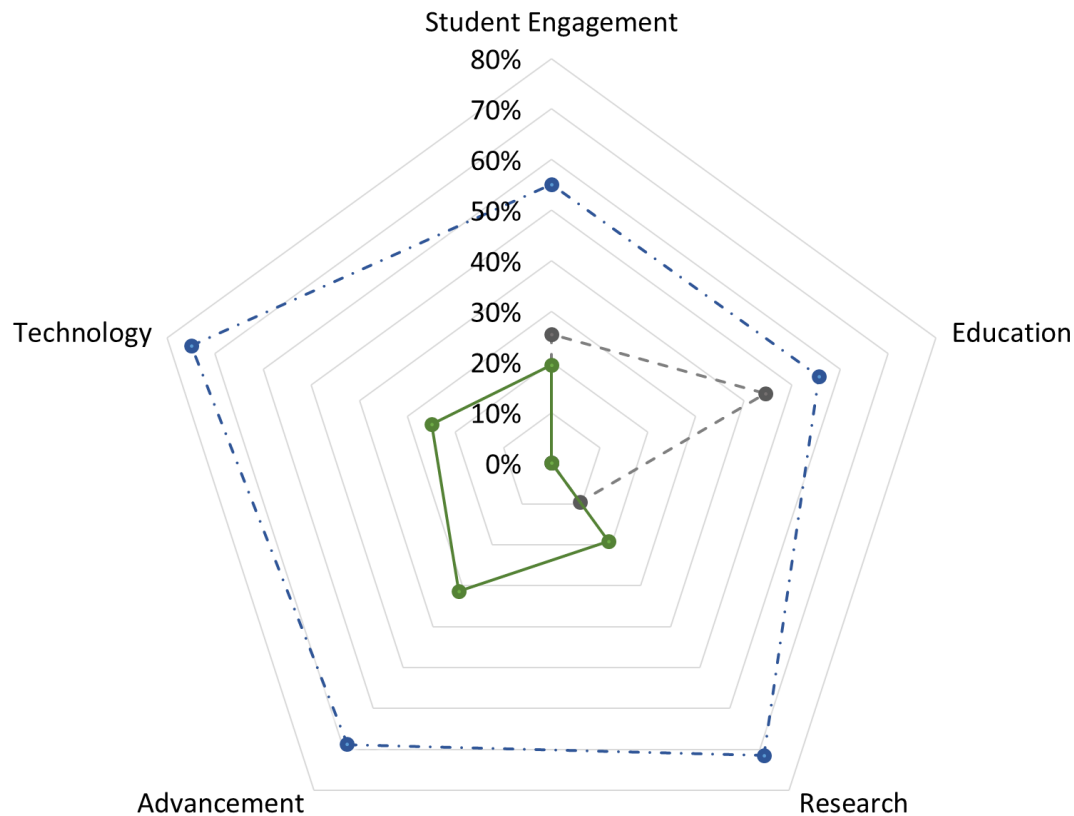 Student Engagement
80%
70%
60%
50%
40%
30%
20%
10%
0%
Technology
Education
Advancement
Research